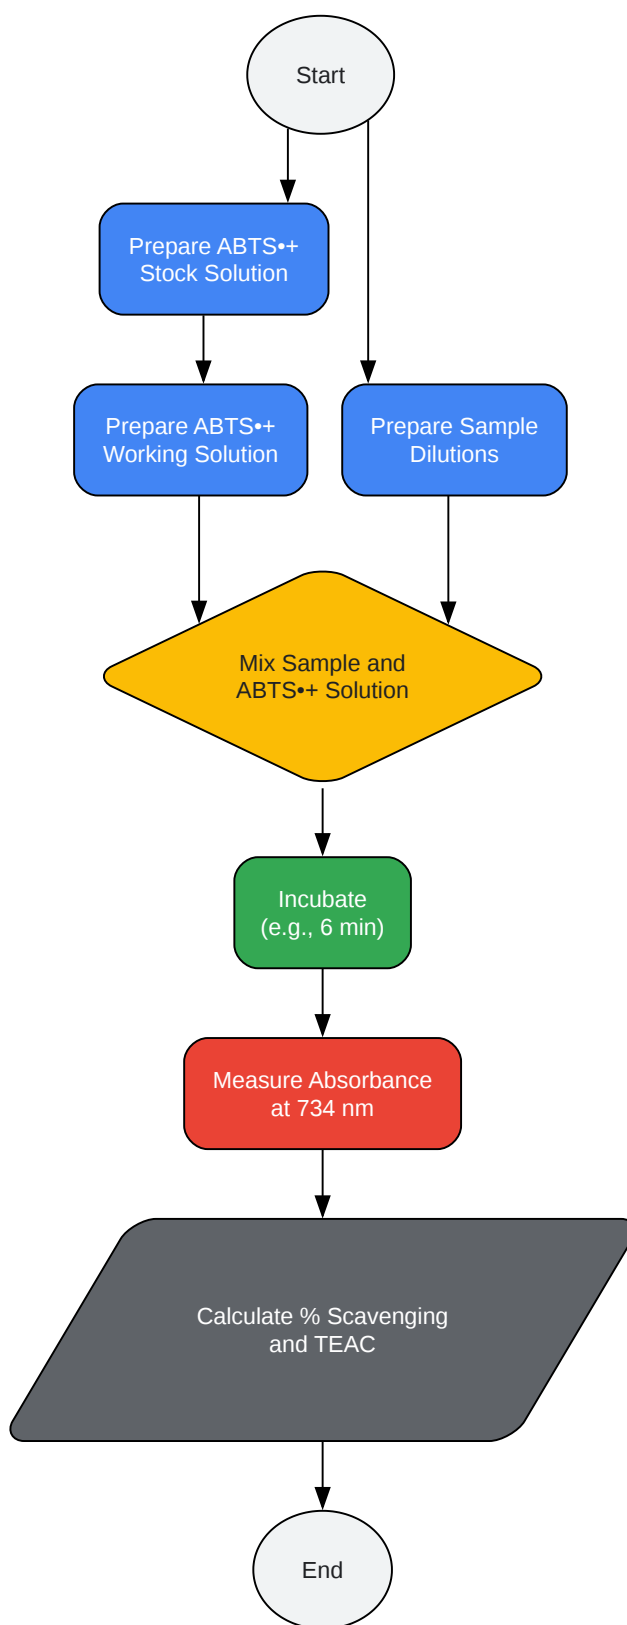 Start
Prepare ABTS•+
Stock Solution
Prepare ABTS•+
Working Solution
Prepare Sample
Dilutions
Mix Sample and
ABTS•+ Solution
Incubate
(e.g., 6 min)
Measure Absorbance
at 734 nm
Calculate % Scavenging
and TEAC
End